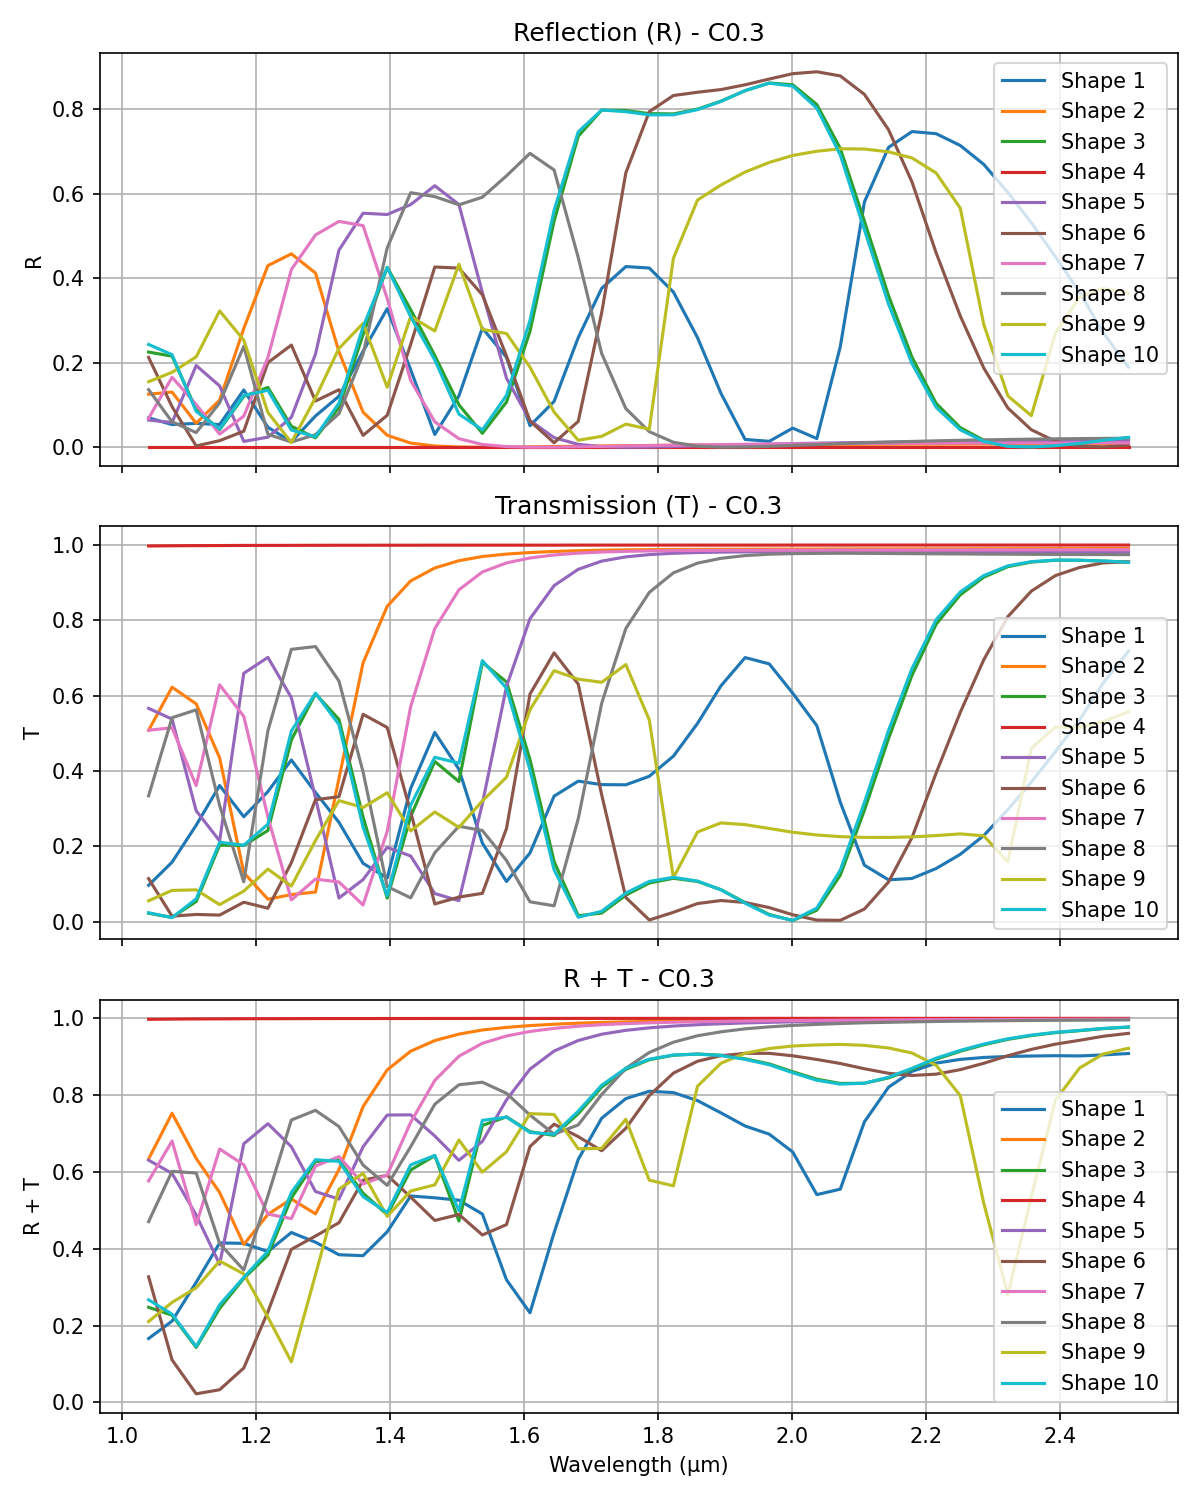 Reflection (R) - C0.3
R
0.0
0.2
0.4
0.6
0.8
Shape 1
Shape 2
Shape 3
Shape 4
Shape 5
Shape 6
Shape 7
Shape 8
Shape 9
Shape 10
Transmission (T) - C0.3
T
0.0
0.2
0.4
0.6
0.8
1.0
Shape 1
Shape 2
Shape 3
Shape 4
Shape 5
Shape 6
Shape 7
Shape 8
Shape 9
Shape 10
R + T - C0.3
R + T
0.0
0.2
0.4
0.6
0.8
1.0
Shape 1
Shape 2
Shape 3
Shape 4
Shape 5
Shape 6
Shape 7
Shape 8
Shape 9
Shape 10
1.0 1.2 1.4 1.6 1.8 2.0 2.2 2.4
Wavelength (μm)